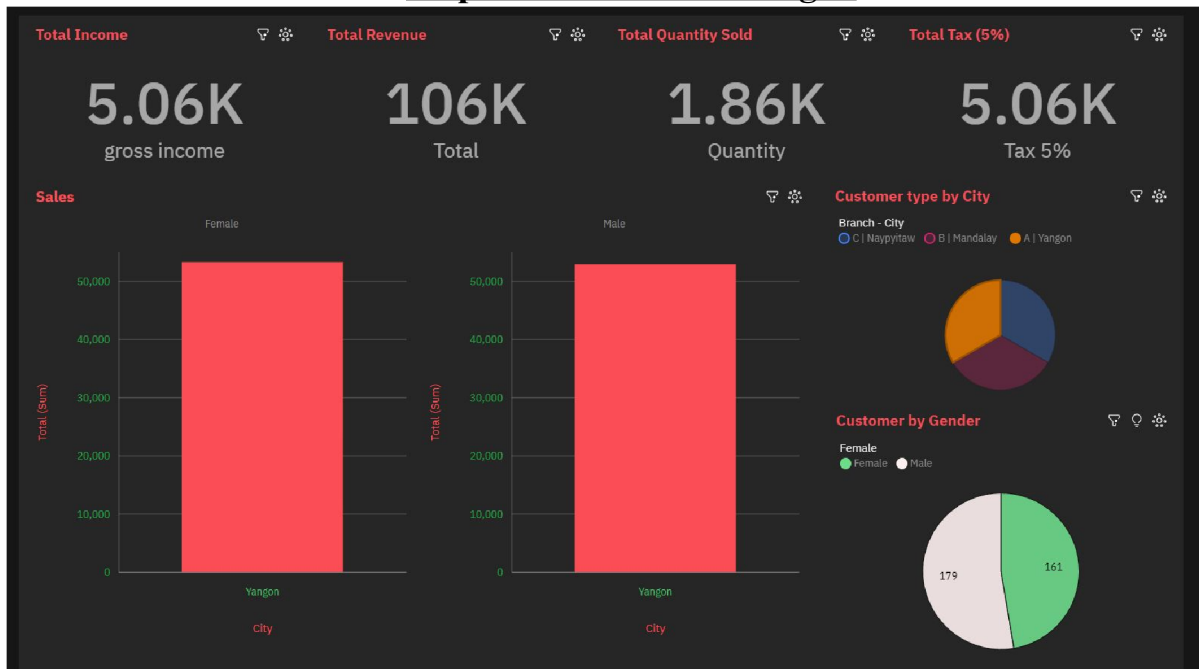 Total Income
Total Revenue
Total Quantity Sold
Total Tax (5%)
5.06K
106K
1.86K
5.06K
gross income
Total
Quantity
Tax 5%
Sales
Female
Male
50,000
40,000
30,000
20,000
10,000
0
Total (Sum)
Yangon
City
50,000
40,000
30,000
20,000
10,000
0
Total (Sum)
Yangon
City
Customer type by City
Branch - City
C | Naypyitaw B | Mandalay A | Yangon
Customer by Gender
Female
Female Male
179
161